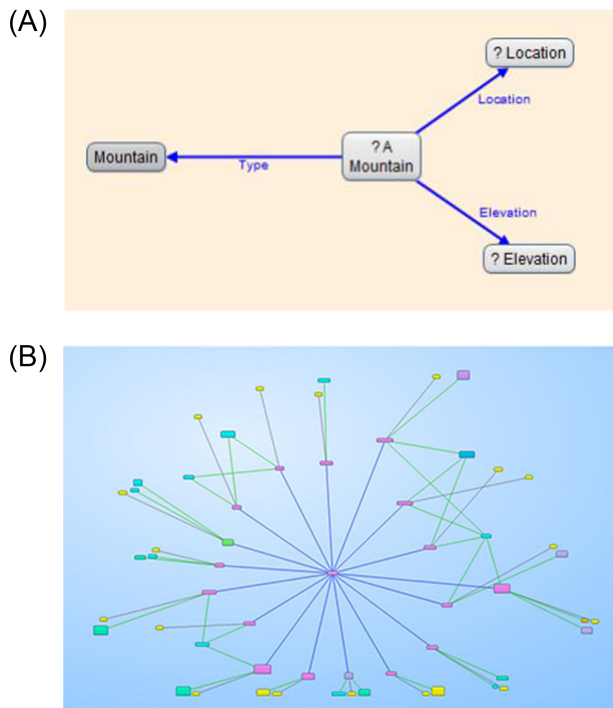 (A)
? Location
Location
? A
Mountain
Mountain
Type
Elevation
? Elevation
(B)